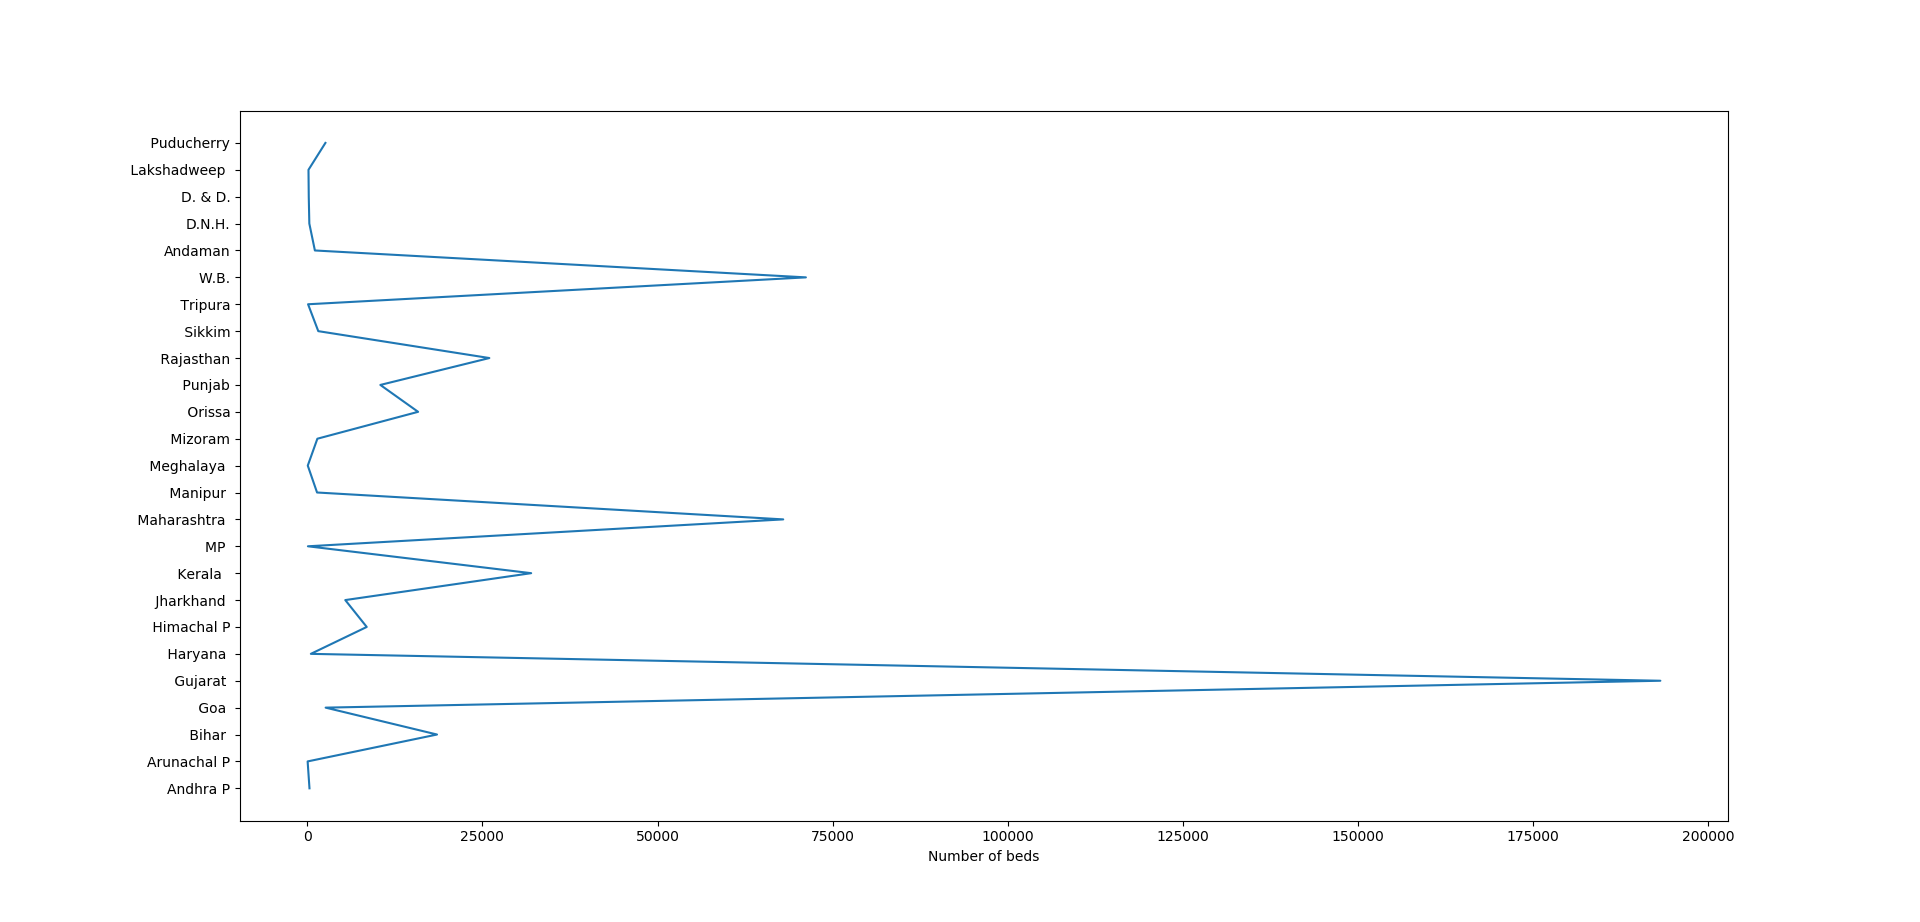 Puducherry
Lakshadweep
D. & D.
D.N.H.
Andaman
W.B.
Tripura
Sikkim
Rajasthan
Punjab
Orissa
Mizoram
Meghalaya
Manipur
Maharashtra
MP
Kerala
Jharkhand
Himachal P
Haryana
Gujarat
Goa
Bihar
Arunachal P
Andhra P
0 25000 50000 75000 100000 125000 150000 175000 200000
Number of beds